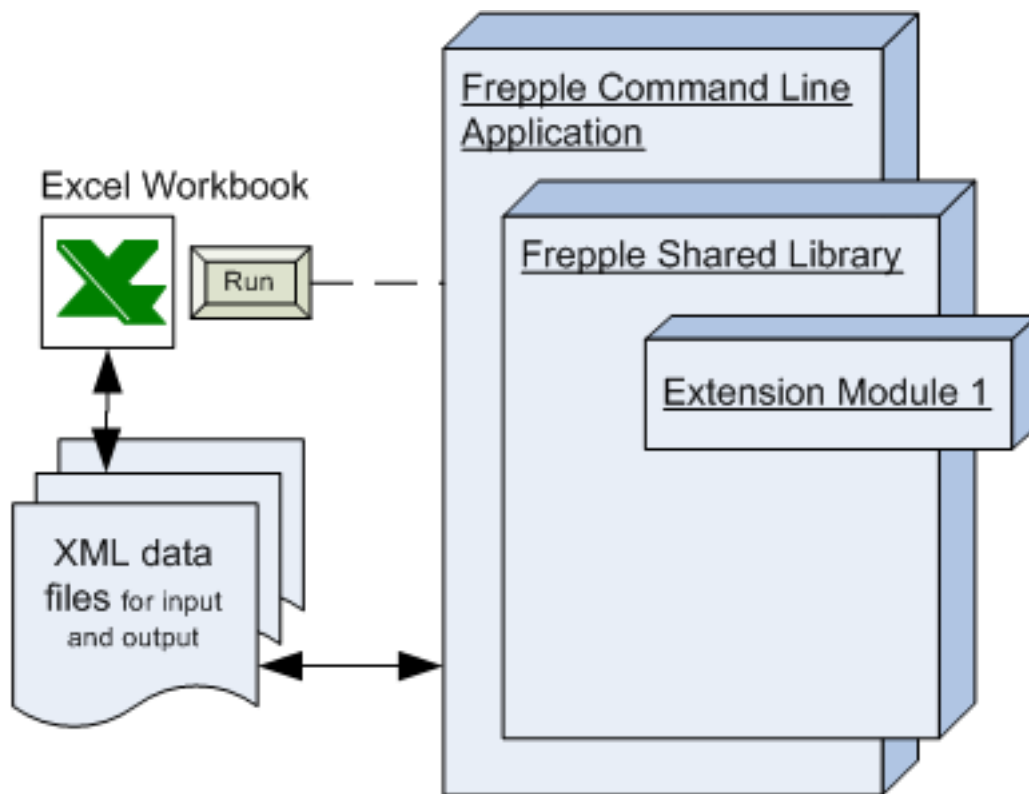 Frepple Command Line
Application
Excel Workbook
Run
Frepple Shared Library
Extension Module 1
XML data
files for input
and output